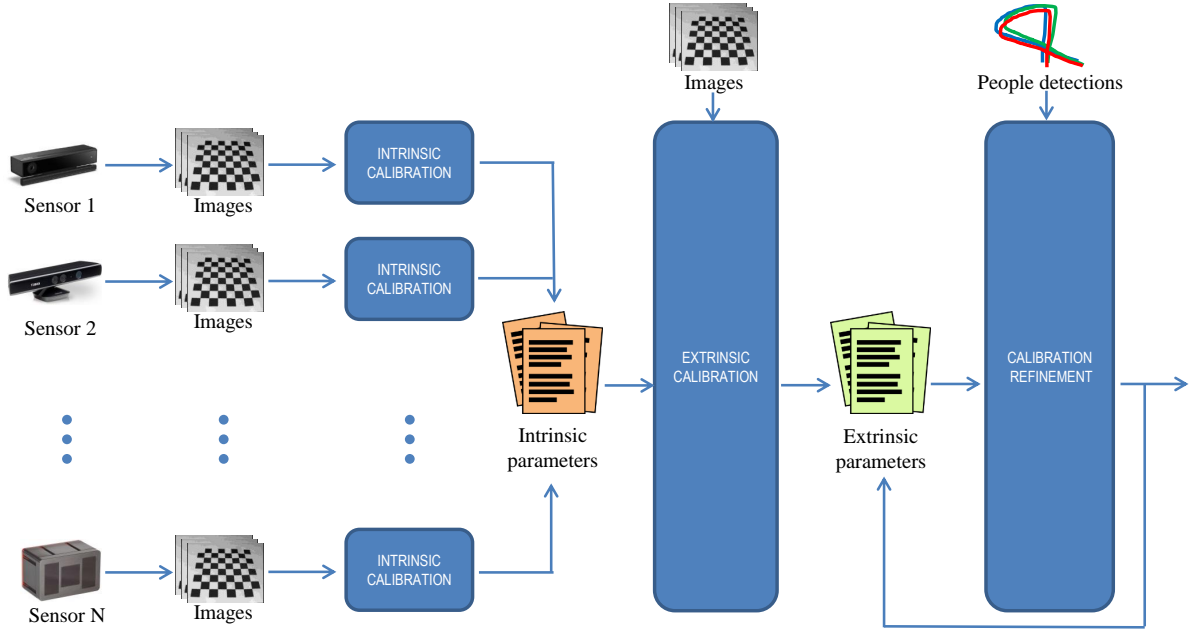 Images
People detections
INTRINSIC
CALIBRATION
Sensor 1
Images
INTRINSIC
CALIBRATION
Sensor 2
Images
EXTRINSIC
CALIBRATION
CALIBRATION
REFINEMENT
Intrinsic
parameters
Extrinsic
parameters
INTRINSIC
CALIBRATION
Sensor N
Images